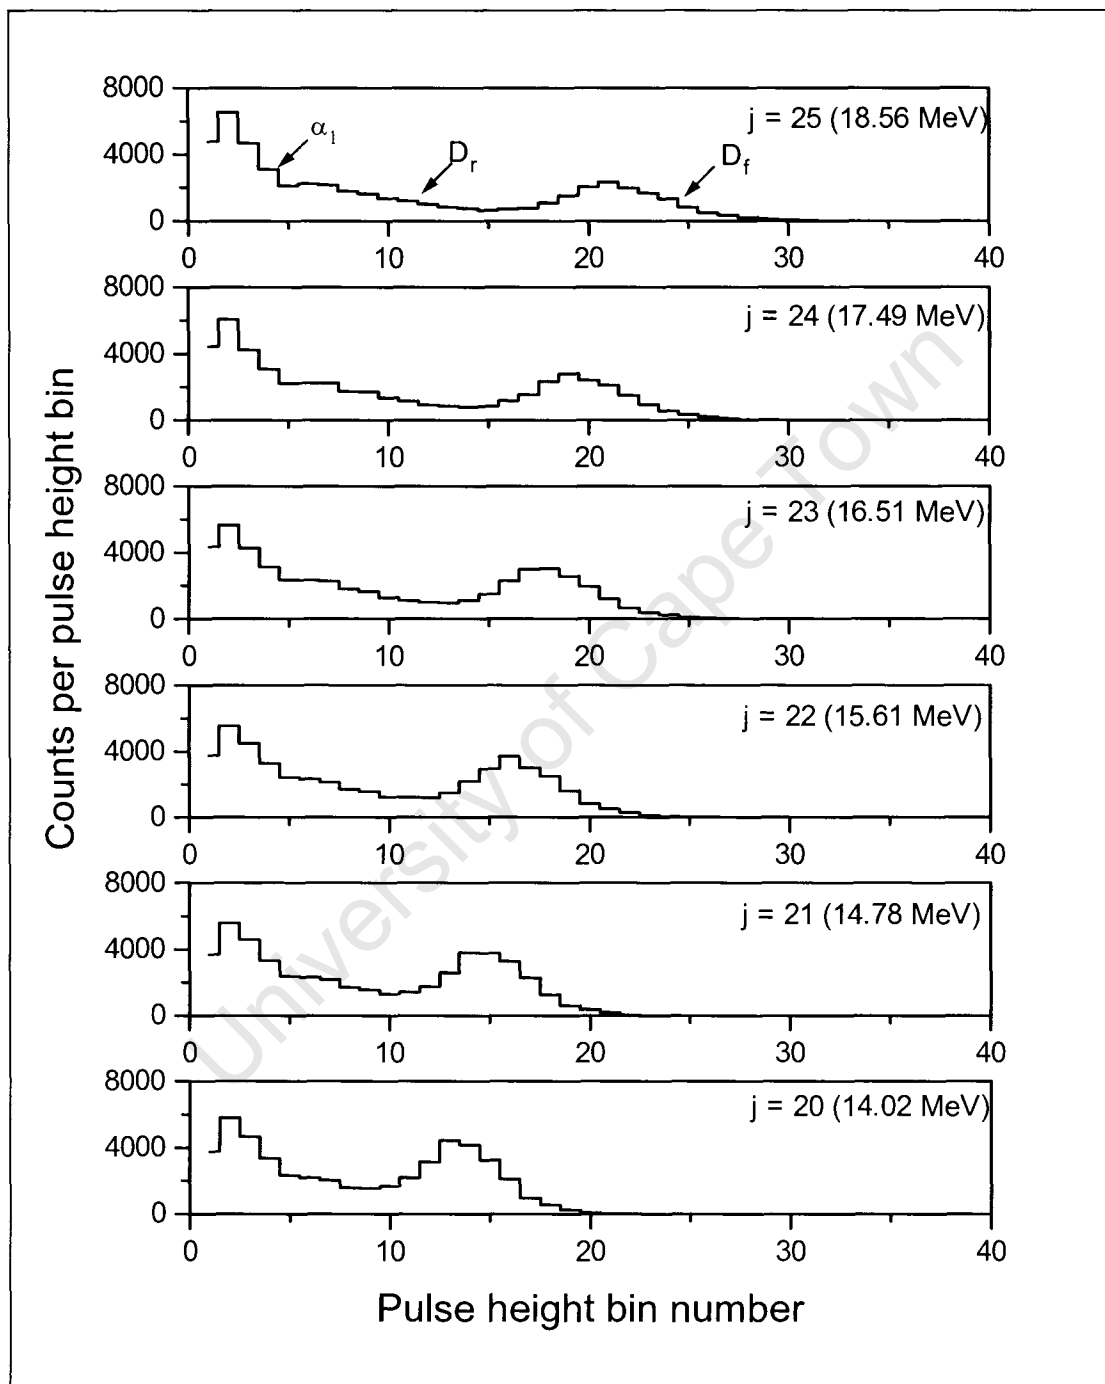 8000
4000
0
α₁
D_r
D_f
j = 25 (18.56 MeV)
0 10 20 30 40
8000
4000
0
j = 24 (17.49 MeV)
0 10 20 30 40
8000
4000
0
j = 23 (16.51 MeV)
0 10 20 30 40
8000
4000
0
j = 22 (15.61 MeV)
0 10 20 30 40
8000
4000
0
j = 21 (14.78 MeV)
0 10 20 30 40
8000
4000
0
j = 20 (14.02 MeV)
0 10 20 30 40
Counts per pulse height bin
Pulse height bin number
University of Cape Town